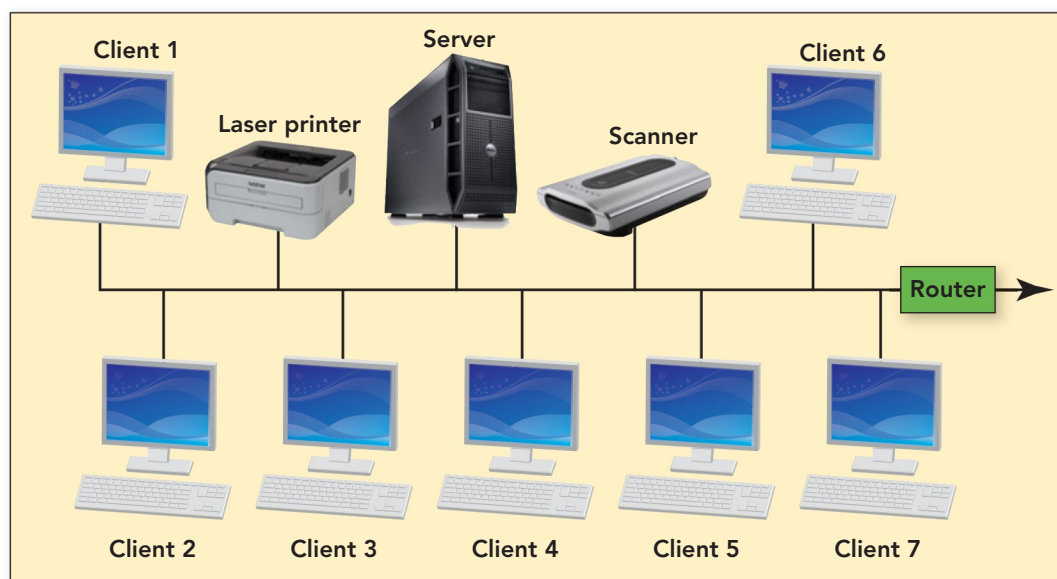 Client 1
Server
Client 6
Laser printer
Scanner
Router
Client 2
Client 3
Client 4
Client 5
Client 7